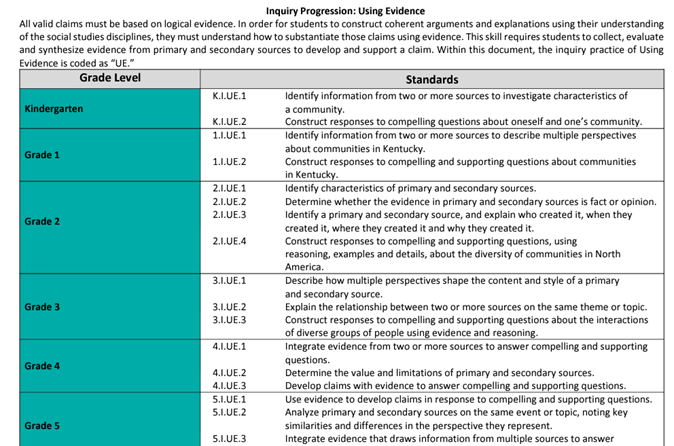 Inquiry Progression: Using Evidence
All valid claims must be based on logical evidence. In order for students to construct coherent arguments and explanations using their understanding
of the social studies disciplines, they must understand how to substantiate those claims using evidence. This skill requires students to collect, evaluate
and synthesize evidence from primary and secondary sources to develop and support a claim. Within this document, the inquiry practice of Using
Evidence is coded as “UE.”
Grade Level Standards
Kindergarten
K.I.UE.1 Identify information from two or more sources to investigate characteristics of
a community.
K.I.UE.2 Construct responses to compelling questions about oneself and one’s community.
Grade 1
1.I.UE.1 Identify information from two or more sources to describe multiple perspectives
about communities in Kentucky.
1.I.UE.2 Construct responses to compelling and supporting questions about communities
in Kentucky.
Grade 2
2.I.UE.1 Identify characteristics of primary and secondary sources.
2.I.UE.2 Determine whether the evidence in primary and secondary sources is fact or opinion.
2.I.UE.3 Identify a primary and secondary source, and explain who created it, when they
created it, where they created it and why they created it.
2.I.UE.4 Construct responses to compelling and supporting questions, using
reasoning, examples and details, about the diversity of communities in North
America.
Grade 3
3.I.UE.1 Describe how multiple perspectives shape the content and style of a primary
and secondary source.
3.I.UE.2 Explain the relationship between two or more sources on the same theme or topic.
3.I.UE.3 Construct responses to compelling and supporting questions about the interactions
of diverse groups of people using evidence and reasoning.
Grade 4
4.I.UE.1 Integrate evidence from two or more sources to answer compelling and supporting
questions.
4.I.UE.2 Determine the value and limitations of primary and secondary sources.
4.I.UE.3 Develop claims with evidence to answer compelling and supporting questions.
Grade 5
5.I.UE.1 Use evidence to develop claims in response to compelling and supporting questions.
5.I.UE.2 Analyze primary and secondary sources on the same event or topic, noting key
similarities and differences in the perspective they represent.
5.I.UE.3 Integrate evidence that draws information from multiple sources to answer